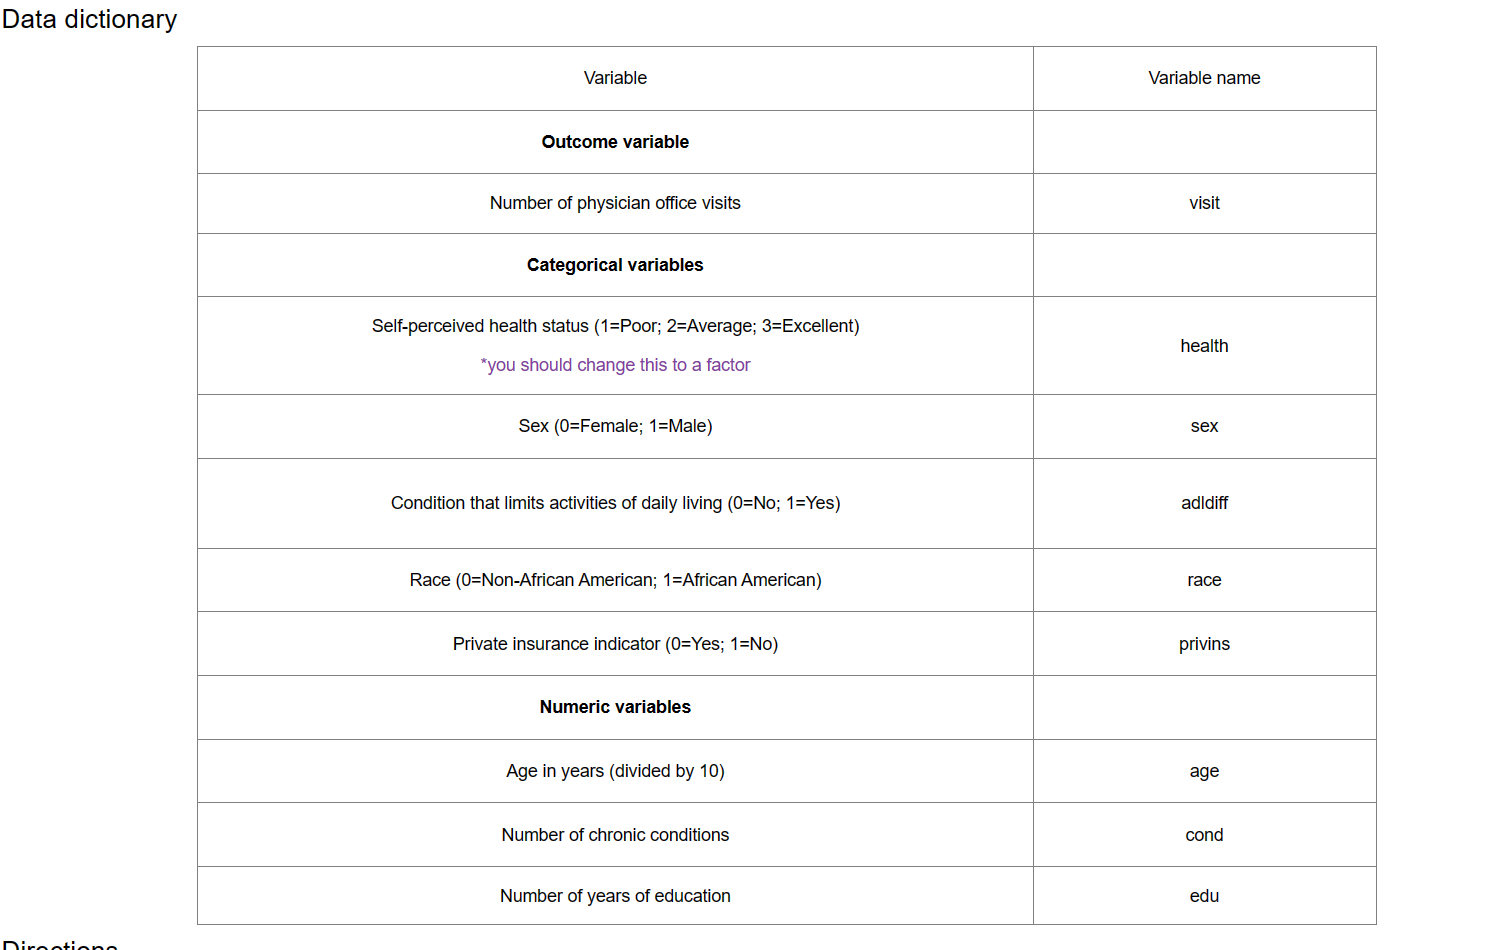 Data dictionary
Variable
Variable name
Outcome variable
Number of physician office visits
visit
Categorical variables
Self-perceived health status (1=Poor; 2=Average; 3=Excellent)
*you should change this to a factor
health
Sex (0=Female; 1=Male)
sex
Condition that limits activities of daily living (0=No; 1=Yes)
adldiff
Race (0=Non-African American; 1=African American)
race
Private insurance indicator (0=Yes; 1=No)
privins
Numeric variables
Age in years (divided by 10)
age
Number of chronic conditions
cond
Number of years of education
edu
Directions